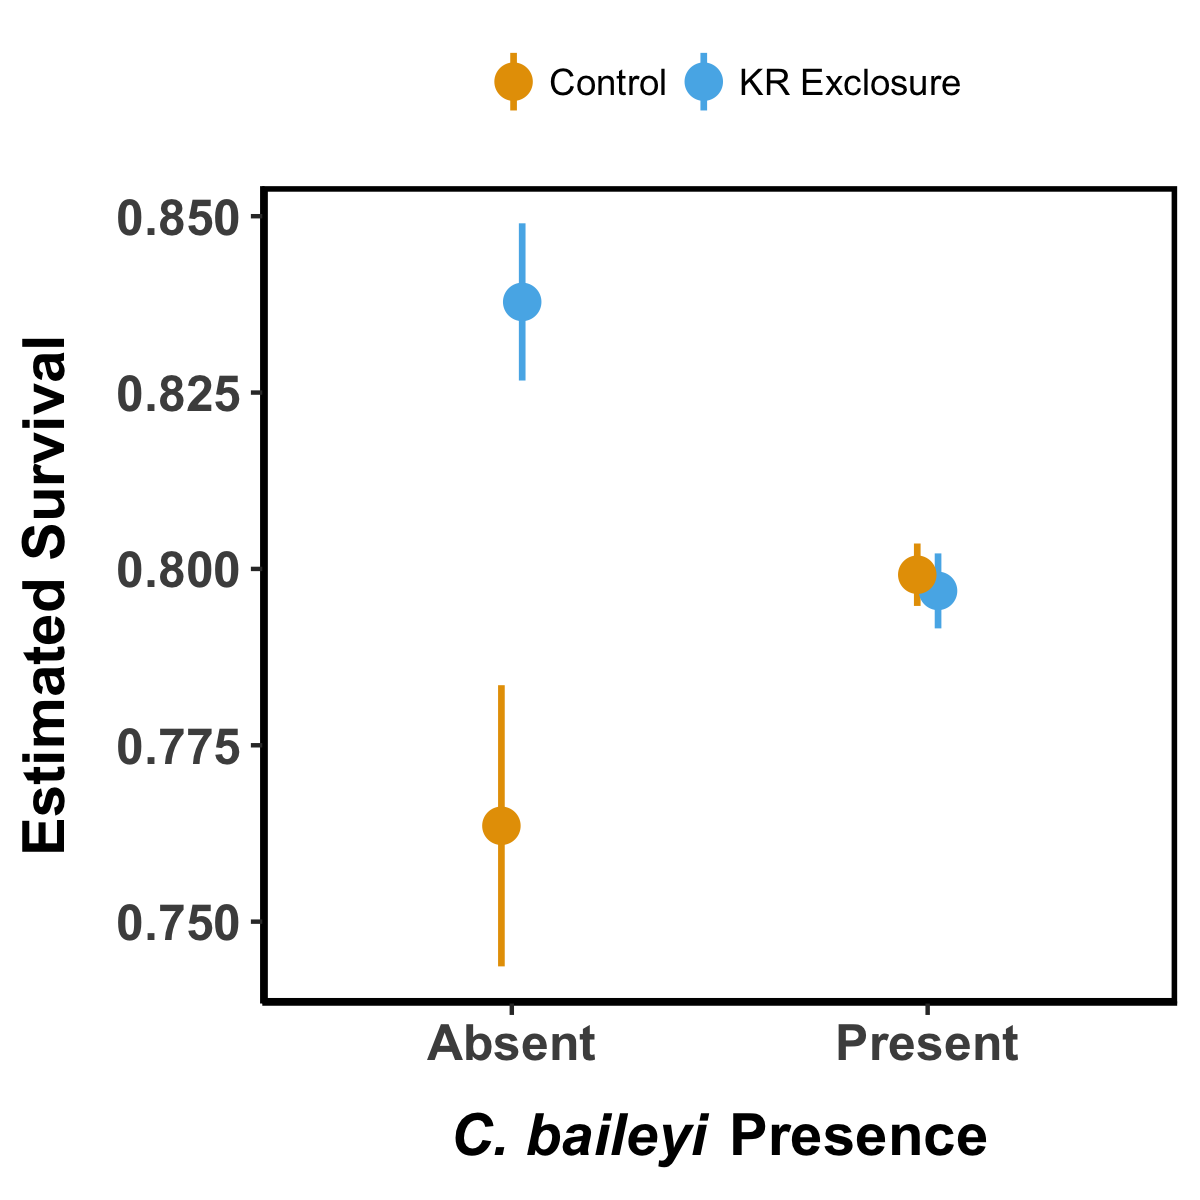 Control KR Exclosure
0.850
0.825
0.800
0.775
0.750
Estimated Survival
Absent Present
C. baileyi Presence